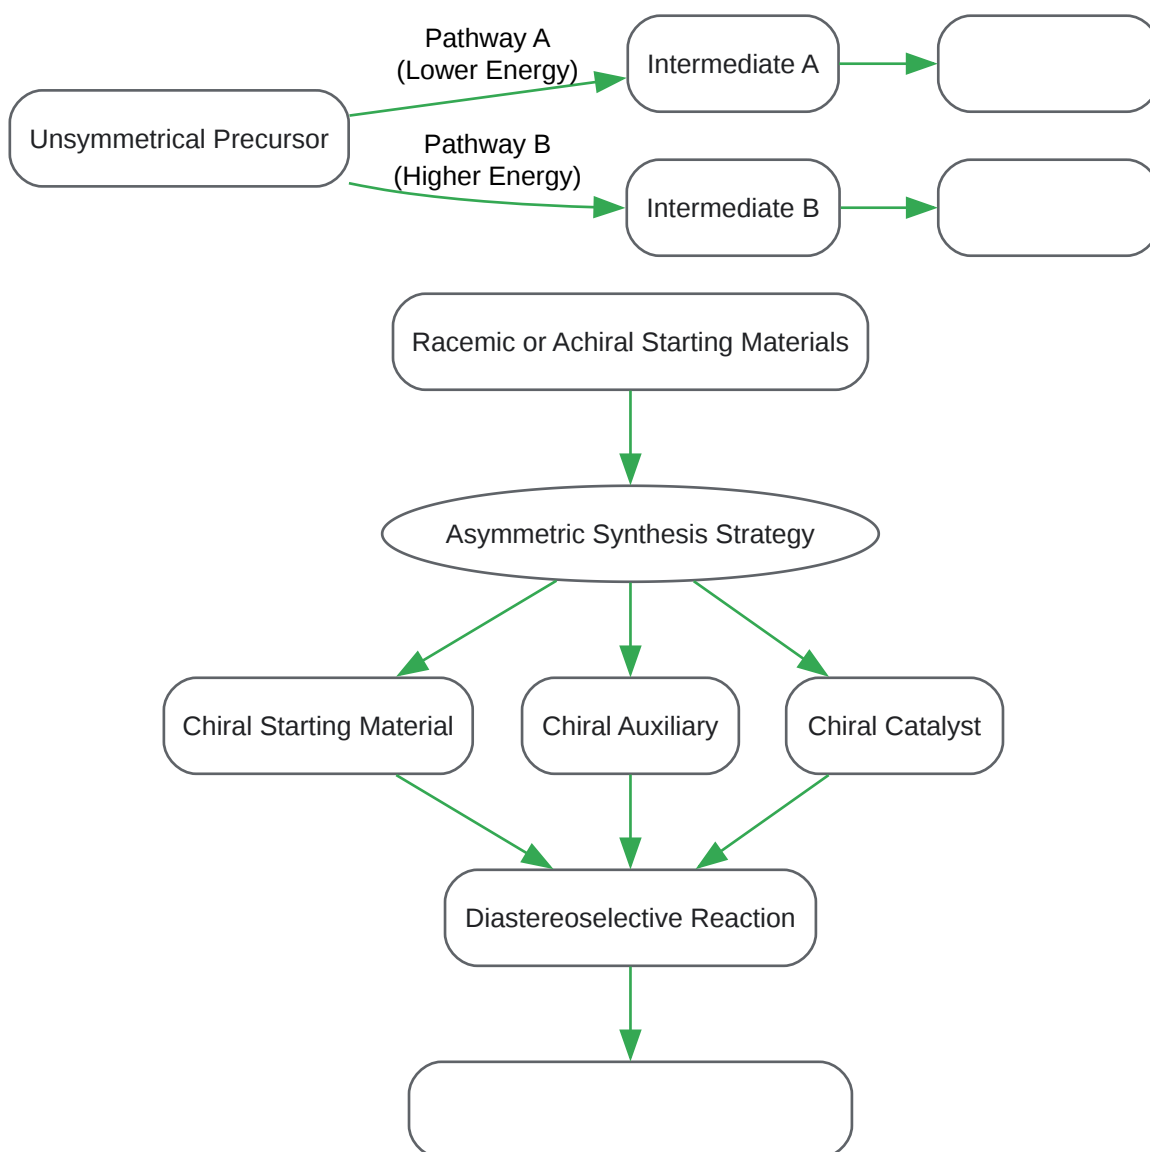 Pathway A
(Lower Energy)
Intermediate A
Unsymmetrical Precursor
Pathway B
(Higher Energy)
Intermediate B
Racemic or Achiral Starting Materials
Asymmetric Synthesis Strategy
Chiral Starting Material
Chiral Auxiliary
Chiral Catalyst
Diastereoselective Reaction